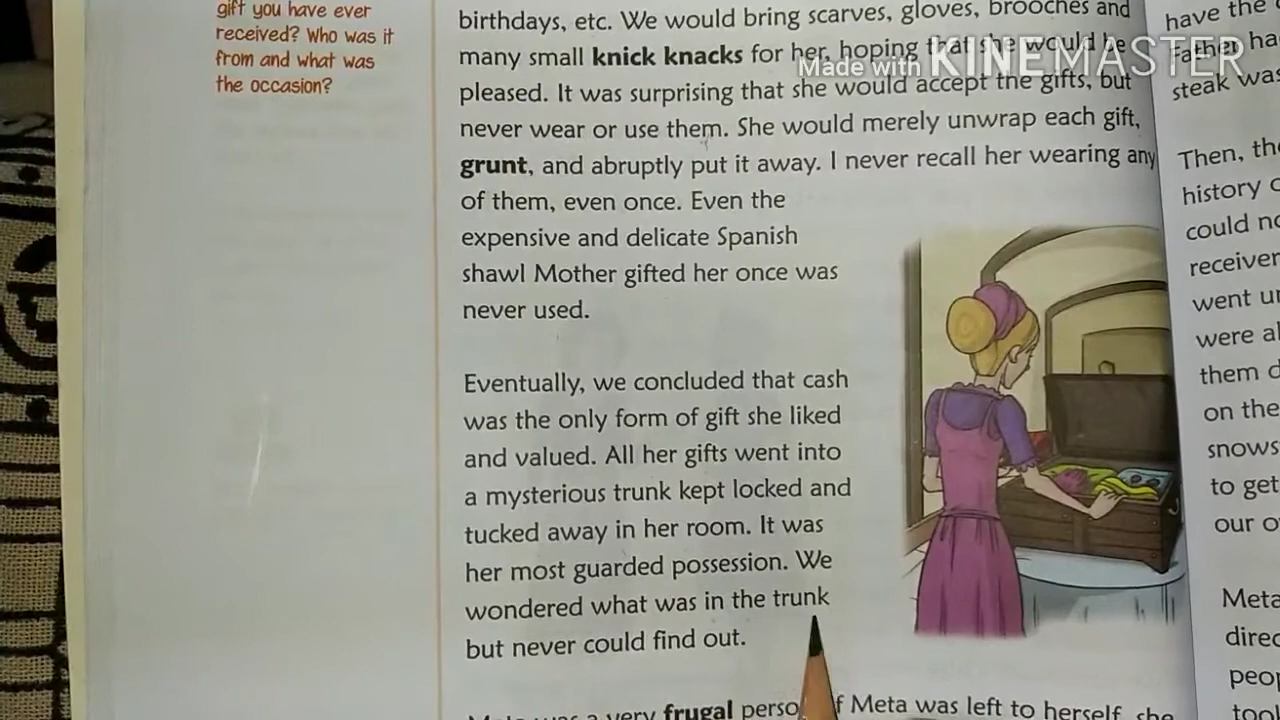 gift you have ever
received? Who was it
from and what was
the occasion?
birthdays, etc. We would bring scarves, gloves, brooches and
many small knick knacks for her, hoping that she would be
pleased. It was surprising that she would accept the gifts, but
never wear or use them. She would merely unwrap each gift,
grunt, and abruptly put it away. I never recall her wearing any
of them, even once. Even the
expensive and delicate Spanish
shawl Mother gifted her once was
never used.
Eventually, we concluded that cash
was the only form of gift she liked
and valued. All her gifts went into
a mysterious trunk kept locked and
tucked away in her room. It was
her most guarded possession. We
wondered what was in the trunk
but never could find out.
a very frugal Meta was left to herself, she
have the
Father
steak was
Then,
history
could
receiver
went
were
them
on the
snows
to get
our
Meta
Made with KINEMASTER